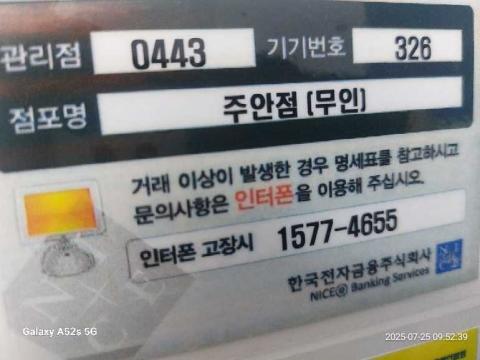 관리점 0443 기기번호 326
점포명 주안점 (무인)
거래 이상이 발생한 경우 명세표를 참고하시고
문의사항은 인터폰을 이용해 주십시오.
인터폰 고장시 1577-4655
한국전자금융주식회사
NICE@ Banking Services
Galaxy A52s 5G
2025-07-25 09:52:39